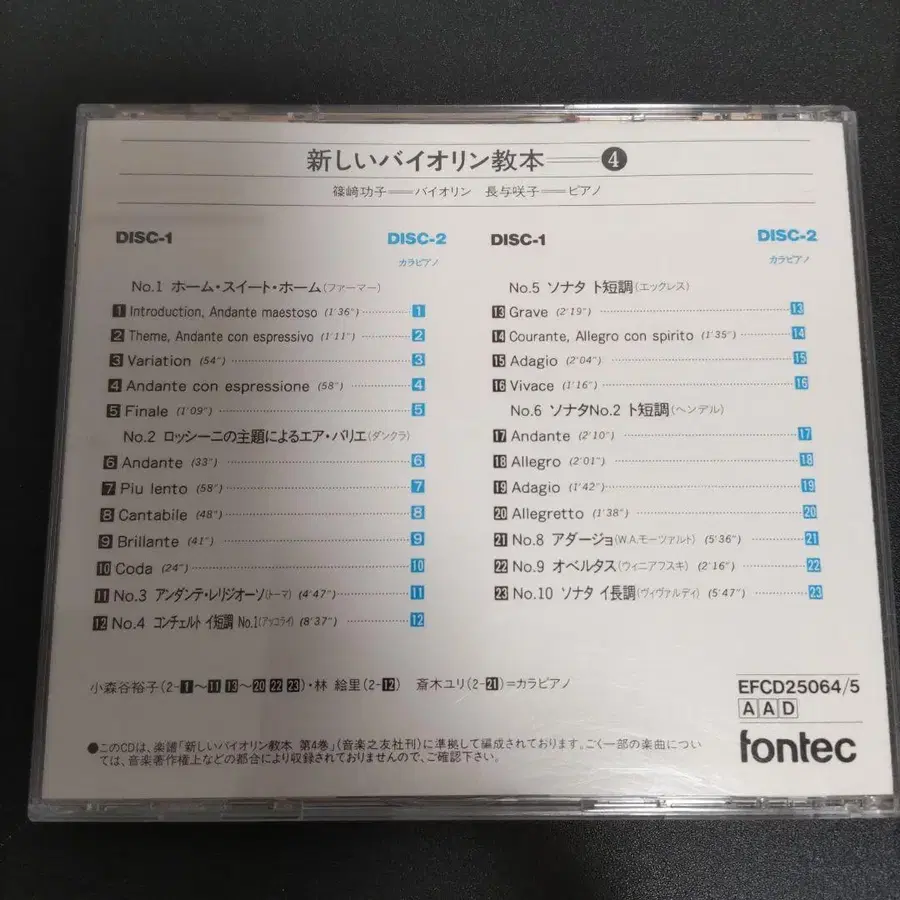 新しいバイオリン教本══❹
篠﨑功子══バイオリン 長与咲子══ピアノ
DISC-1 DISC-2
カラピアノ
No.1 ホーム・スイート・ホーム(ファーマー)
1 Introduction, Andante maestoso (1'36") 1
2 Theme, Andante con espressivo (1'11") 2
3 Variation (54") 3
4 Andante con espressione (58") 4
5 Finale (1'09") 5
No.2 ロッシーニの主題によるエア・バリエ(ダンクラ)
6 Andante (33") 6
7 Piu lento (58") 7
8 Cantabile (48") 8
9 Brillante (41") 9
10 Coda (24") 10
11 No.3 アンダンテ・レリジオーソ(トーマ) (4'47") 11
12 No.4 コンチェルト イ短調 No.1(アッコライ) (8'37") 12
DISC-1 DISC-2
カラピアノ
No.5 ソナタ ト短調(エックレス)
13 Grave (2'19") 13
14 Courante, Allegro con spirito (1'35") 14
15 Adagio (2'04") 15
16 Vivace (1'16") 16
No.6 ソナタNo.2 ト短調(ヘンデル)
17 Andante (2'10") 17
18 Allegro (2'01") 18
19 Adagio (1'42") 19
20 Allegretto (1'38") 20
21 No.8 アダージョ(W.A.モーツァルト) (5'36") 21
22 No.9 オベルタス(ヴィニアフスキ) (2'16") 22
23 No.10 ソナタ イ長調(ヴィヴァルディ) (5'47") 23
小森谷裕子(2-1〜11 13〜20 22 23)・林 絵里(2-12) 斎木ユリ(2-21)=カラピアノ
●このCDは、楽譜「新しいバイオリン教本 第4巻」(音楽之友社刊)に準拠して編成されております。ごく一部の楽曲につい
ては、音楽著作権上などの都合により収録されておりませんので、ご確認下さい。
EFCD25064/5
AAD
fontec